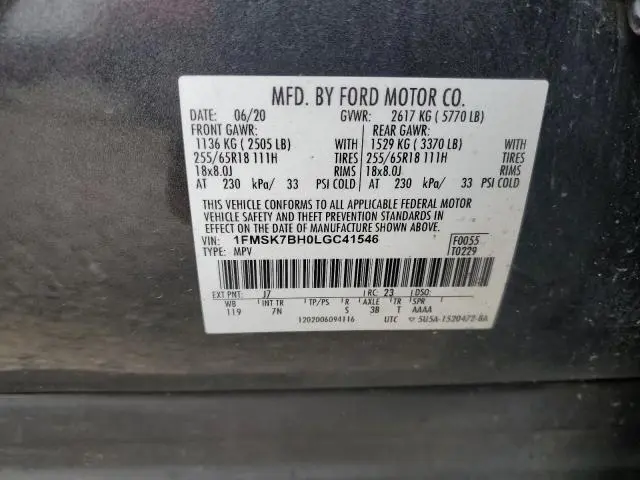 MFD. BY FORD MOTOR CO.
DATE: 06/20 GVWR: 2617 KG ( 5770 LB)
FRONT GAWR: REAR GAWR:
1136 KG ( 2505 LB) WITH 1529 KG ( 3370 LB) WITH
255/65R18 111H TIRES 255/65R18 111H TIRES
18x8.0J RIMS 18x8.0J RIMS
AT 230 kPa/ 33 PSI COLD AT 230 kPa/ 33 PSI COLD
THIS VEHICLE CONFORMS TO ALL APPLICABLE FEDERAL MOTOR
VEHICLE SAFETY AND THEFT PREVENTION STANDARDS IN
EFFECT ON THE DATE OF MANUFACTURE SHOWN ABOVE.
VIN: 1FMSK7BH0LGC41546 F0055
TYPE: MPV T0229
EXT PNT: J7 RC: 23 DSO:
WB INT TR TP/PS R AXLE TR SPR
119 7N S 3B T AAAA
1202006094116 UTC 5U5A-1520472-BA